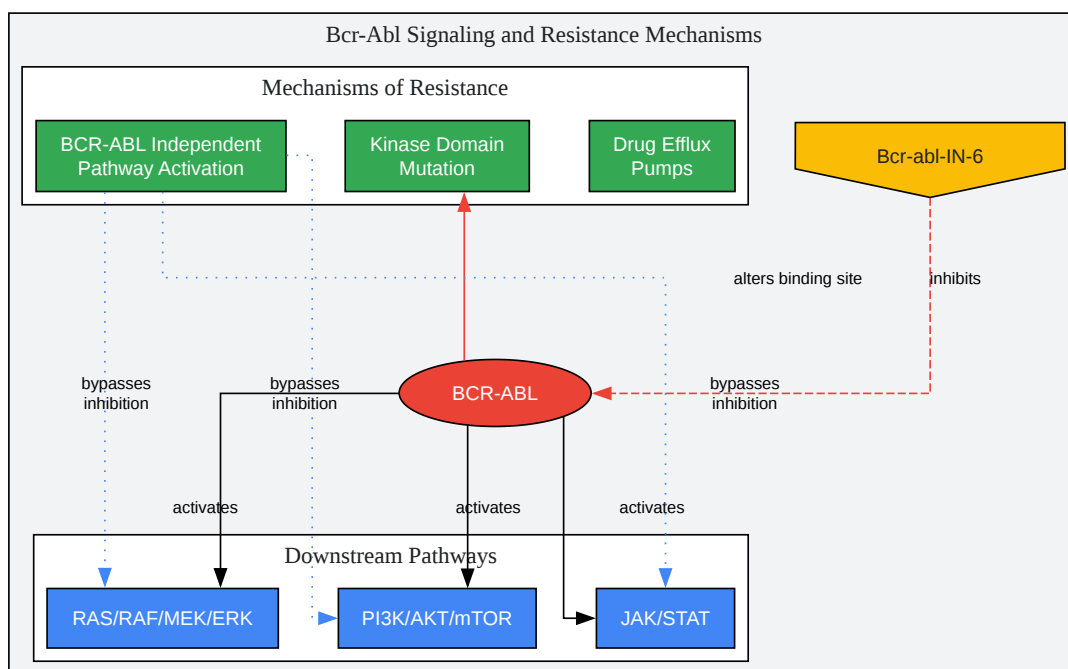 Bcr-Abl Signaling and Resistance Mechanisms
Mechanisms of Resistance
BCR-ABL Independent
Pathway Activation
Kinase Domain
Mutation
Drug Efflux
Pumps
Bcr-abl-IN-6
alters binding site
inhibits
bypasses
inhibition
bypasses
inhibition
BCR-ABL
bypasses
inhibition
activates
activates
activates
Downstream Pathways
RAS/RAF/MEK/ERK
PI3K/AKT/mTOR
JAK/STAT